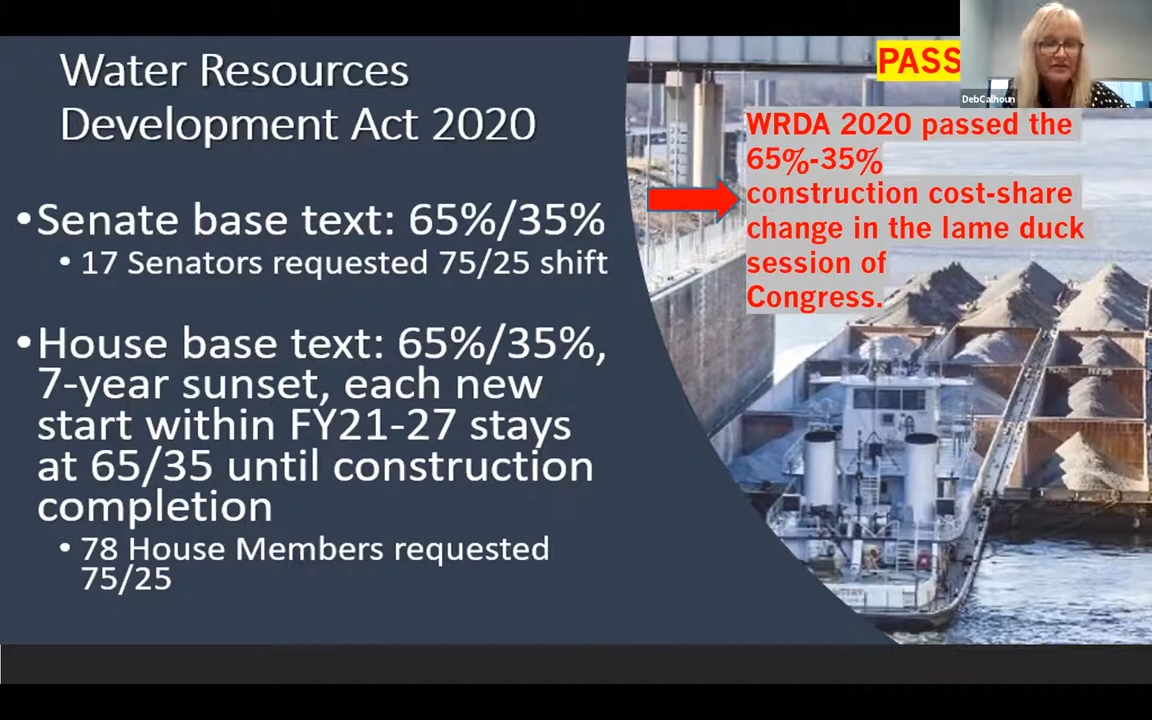 Water Resources
Development Act 2020
•Senate base text: 65%/35%
• 17 Senators requested 75/25 shift
•House base text: 65%/35%,
7-year sunset, each new
start within FY21-27 stays
at 65/35 until construction
completion
• 78 House Members requested
75/25
PASS
DebCalhoun
WRDA 2020 passed the
65%-35%
construction cost-share
change in the lame duck
session of
Congress.